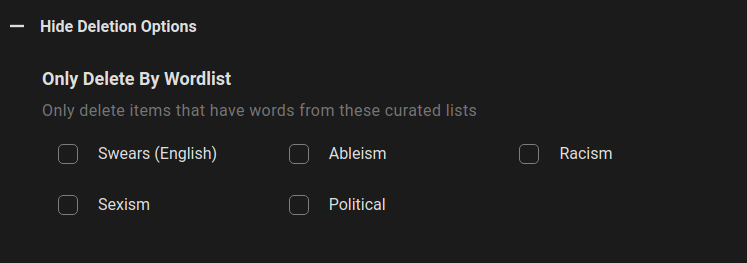 Hide Deletion Options
Only Delete By Wordlist
Only delete items that have words from these curated lists
Swears (English) Ableism Racism
Sexism Political